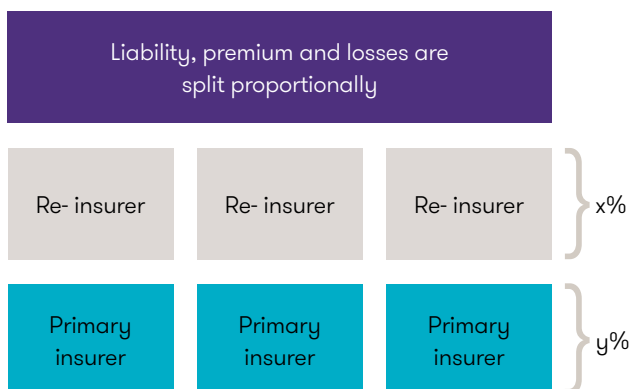 Liability, premium and losses are
split proportionally
Re- insurer Re- insurer Re- insurer x%
Primary Primary Primary
insurer insurer insurer y%